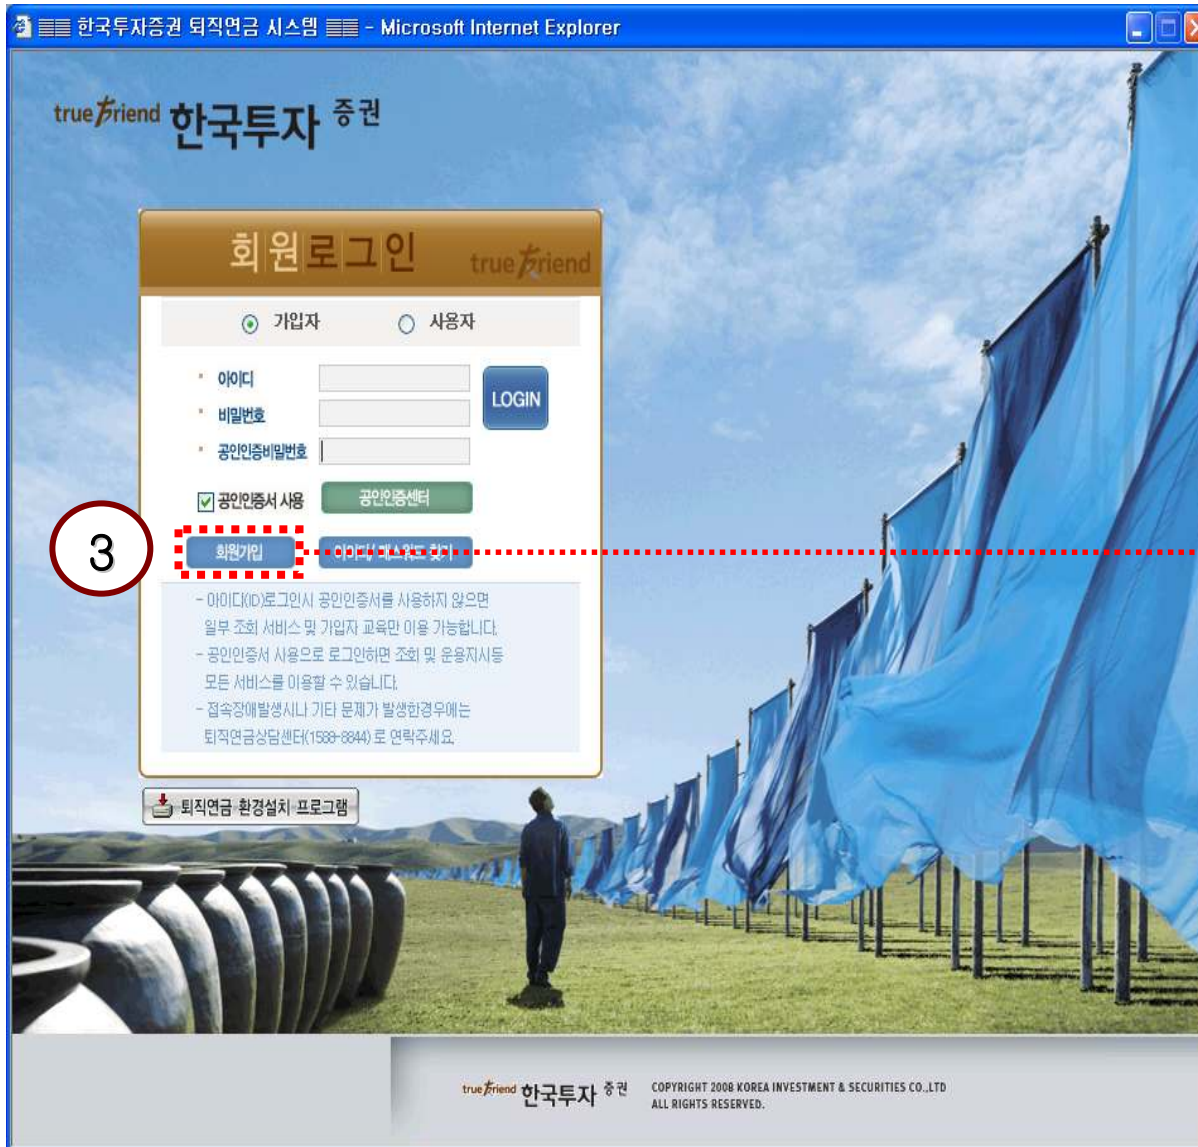 ☰☰ 한국투자증권 퇴직연금 시스템 ☰☰ - Microsoft Internet Explorer
true friend 한국투자 증권
회원로그인 true friend
가입자 사용자
아이디
LOGIN
비밀번호
공인인증비밀번호
공인인증서 사용 공인인증센터
3
회원가입 아이디/패스워드 찾기
- 아이디(ID)로그인시 공인인증서를 사용하지 않으면
일부 조회 서비스 및 가입자 교육만 이용 가능합니다.
- 공인인증서 사용으로 로그인하면 조회 및 운용지시등
모든 서비스를 이용할 수 있습니다.
- 접속장애발생시나 기타 문제가 발생한경우에는
퇴직연금상담센터(1588-8844) 로 연락주세요.
퇴직연금 환경설치 프로그램
true friend 한국투자 증권 COPYRIGHT 2008 KOREA INVESTMENT & SECURITIES CO.,LTD
ALL RIGHTS RESERVED.